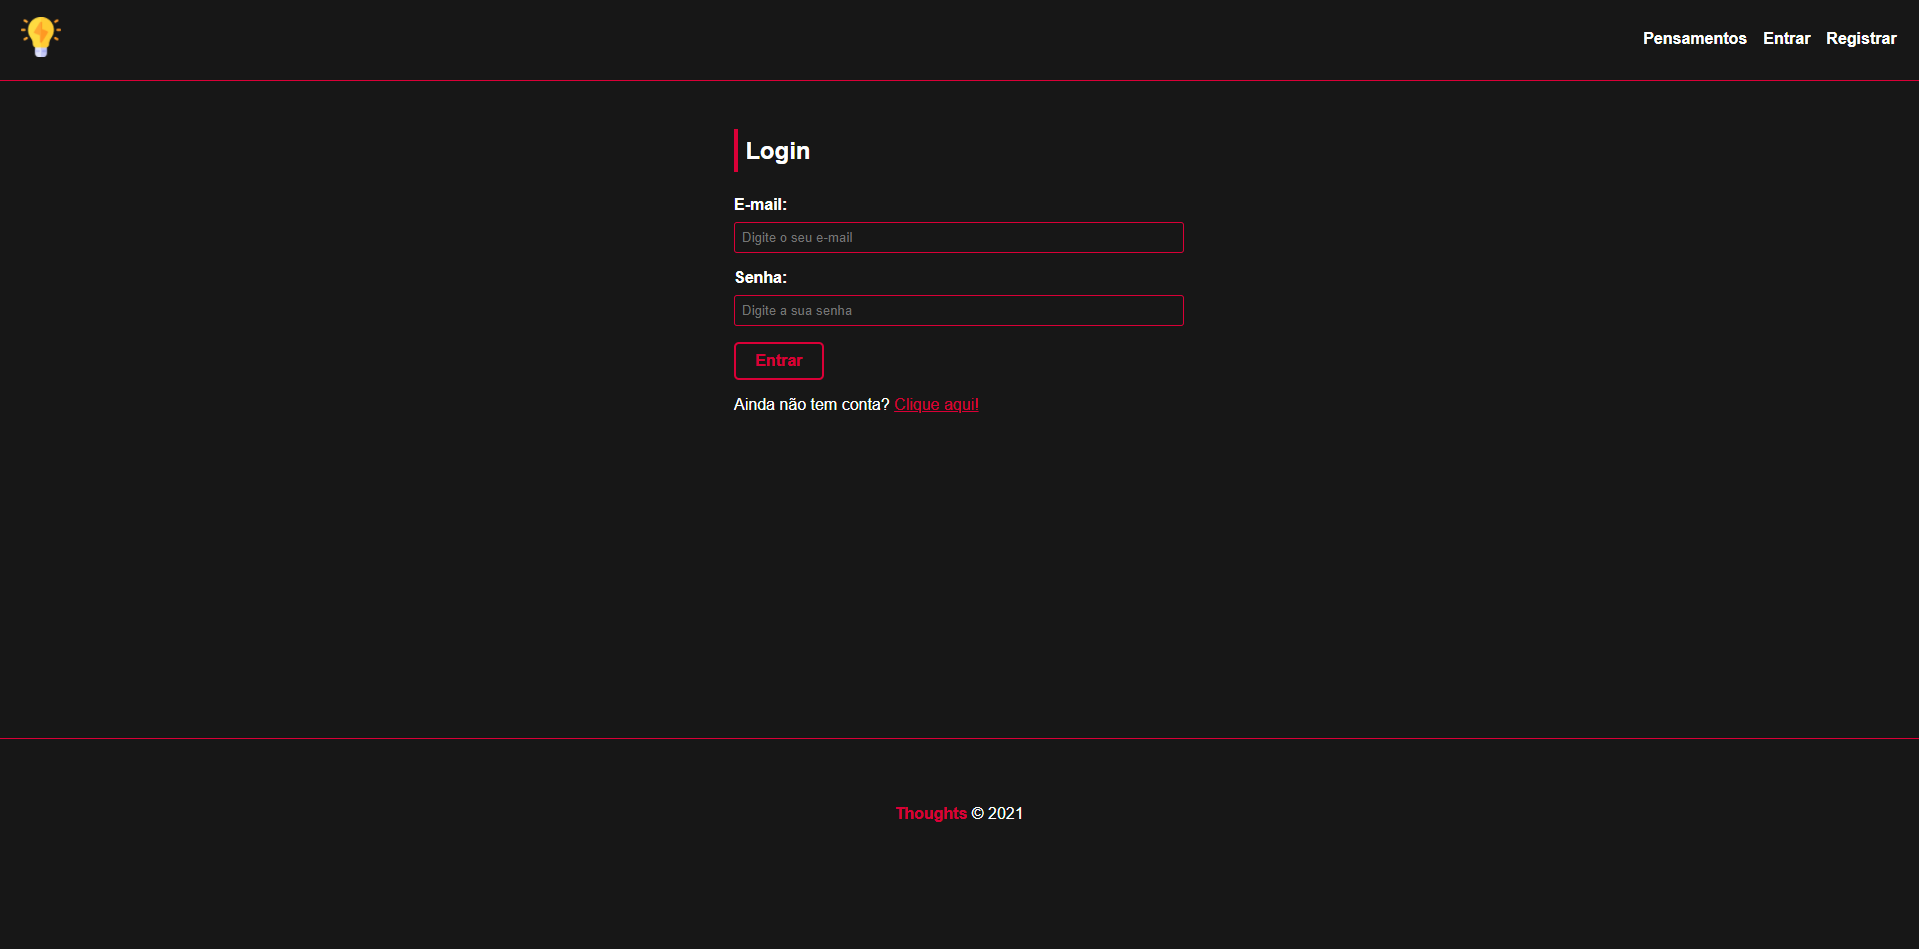 Pensamentos Entrar Registrar
Login
E-mail:
Digite o seu e-mail
Senha:
Digite a sua senha
Entrar
Ainda não tem conta? Clique aqui!
Thoughts © 2021